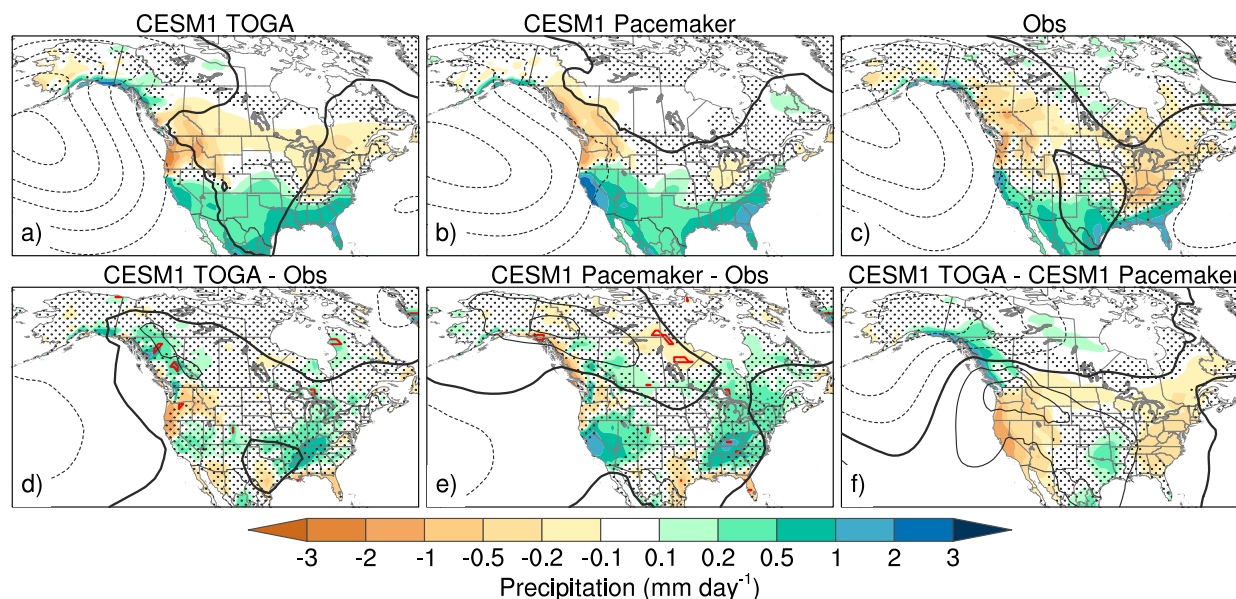 CESM1 TOGA
CESM1 Pacemaker
Obs
a)
b)
c)
CESM1 TOGA - Obs
CESM1 Pacemaker - Obs
CESM1 TOGA - CESM1 Pacemaker
d)
e)
f)
-3 -2 -1 -0.5 -0.2 -0.1 0.1 0.2 0.5 1 2 3
Precipitation (mm day⁻¹)